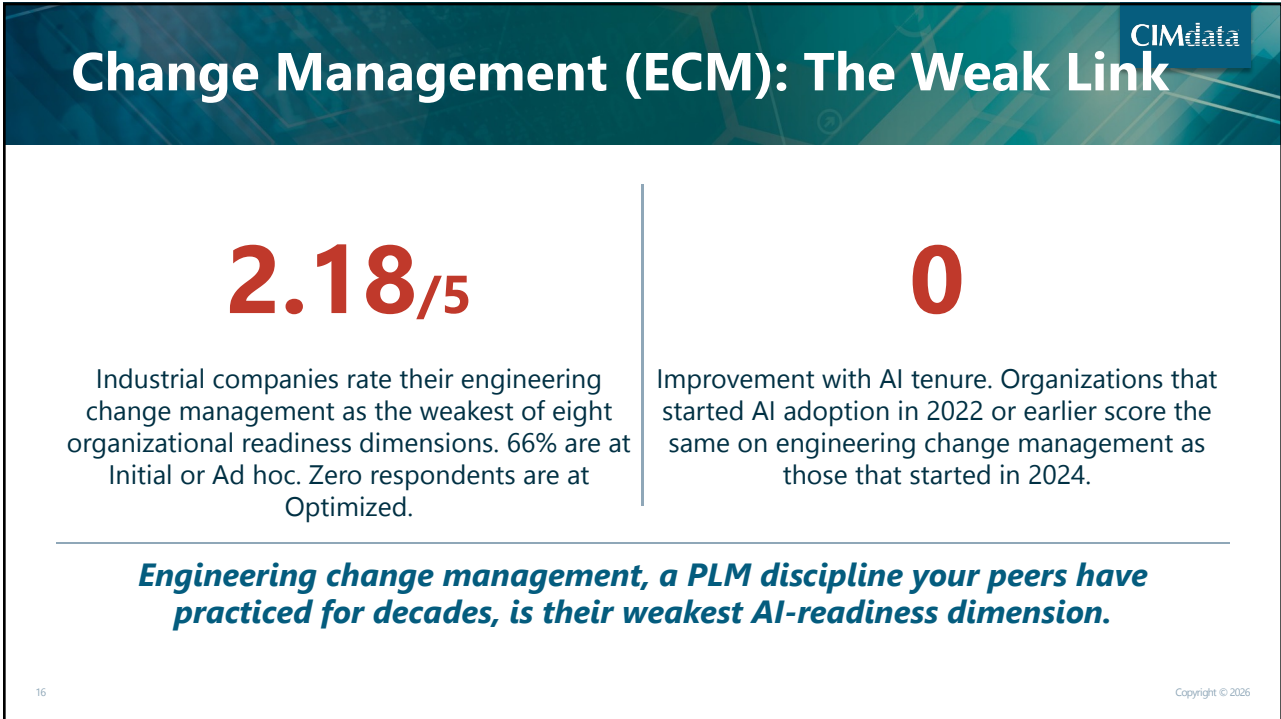 CIMdata
Change Management (ECM): The Weak Link
2.18/5
Industrial companies rate their engineering
change management as the weakest of eight
organizational readiness dimensions. 66% are at
Initial or Ad hoc. Zero respondents are at
Optimized.
0
Improvement with AI tenure. Organizations that
started AI adoption in 2022 or earlier score the
same on engineering change management as
those that started in 2024.
Engineering change management, a PLM discipline your peers have
practiced for decades, is their weakest AI-readiness dimension.
16
Copyright © 2026